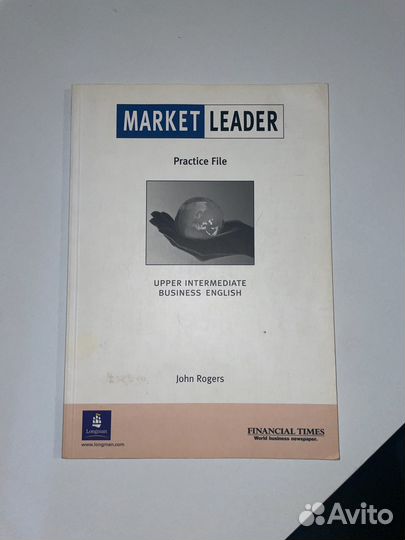 MARKET LEADER
Practice File
UPPER INTERMEDIATE
BUSINESS ENGLISH
John Rogers
Longman
www.longman.com
FINANCIAL TIMES
World business newspaper.
Avito